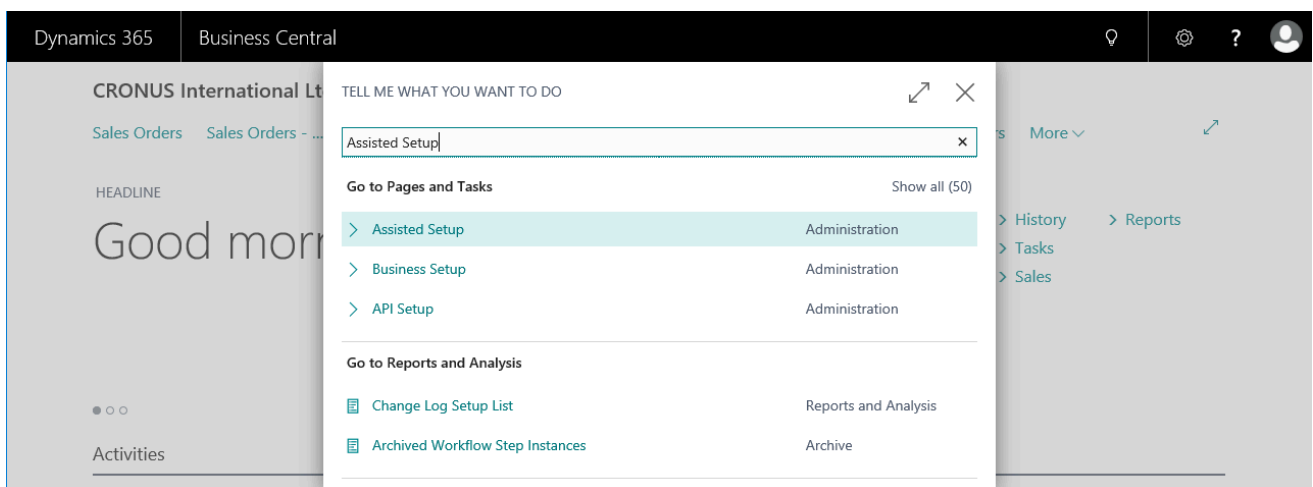 Dynamics 365 Business Central ?
CRONUS International Lt
Sales Orders Sales Orders - ... More
TELL ME WHAT YOU WANT TO DO
Assisted Setup
Go to Pages and Tasks Show all (50)
HEADLINE
Good morr
> Assisted Setup Administration
> Business Setup Administration
> API Setup Administration
> History > Reports
> Tasks
> Sales
Go to Reports and Analysis
Change Log Setup List Reports and Analysis
Archived Workflow Step Instances Archive
Activities